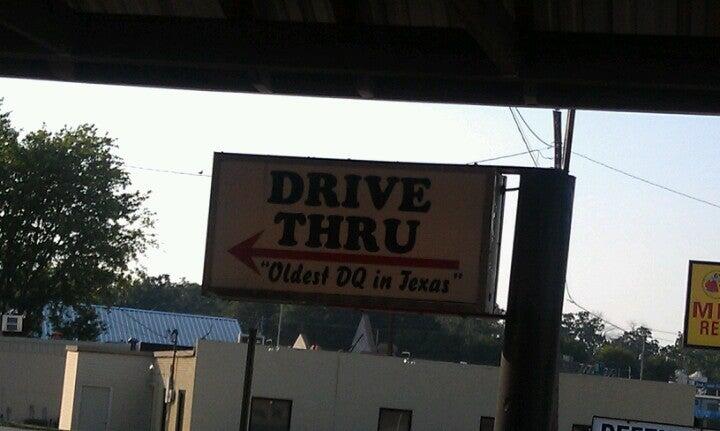 DRIVE
THRU
"Oldest DQ in Texas"